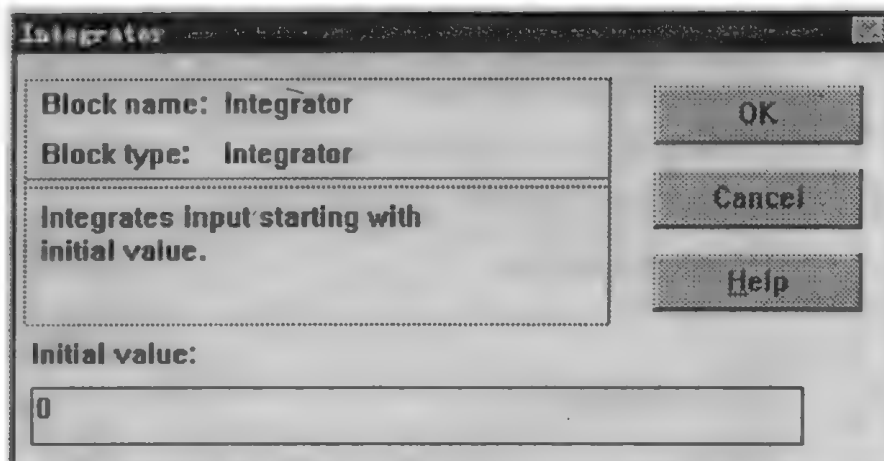 Integrator
Block name: Integrator
Block type: Integrator
Integrates input starting with
initial value.
OK
Cancel
Help
Initial value:
0